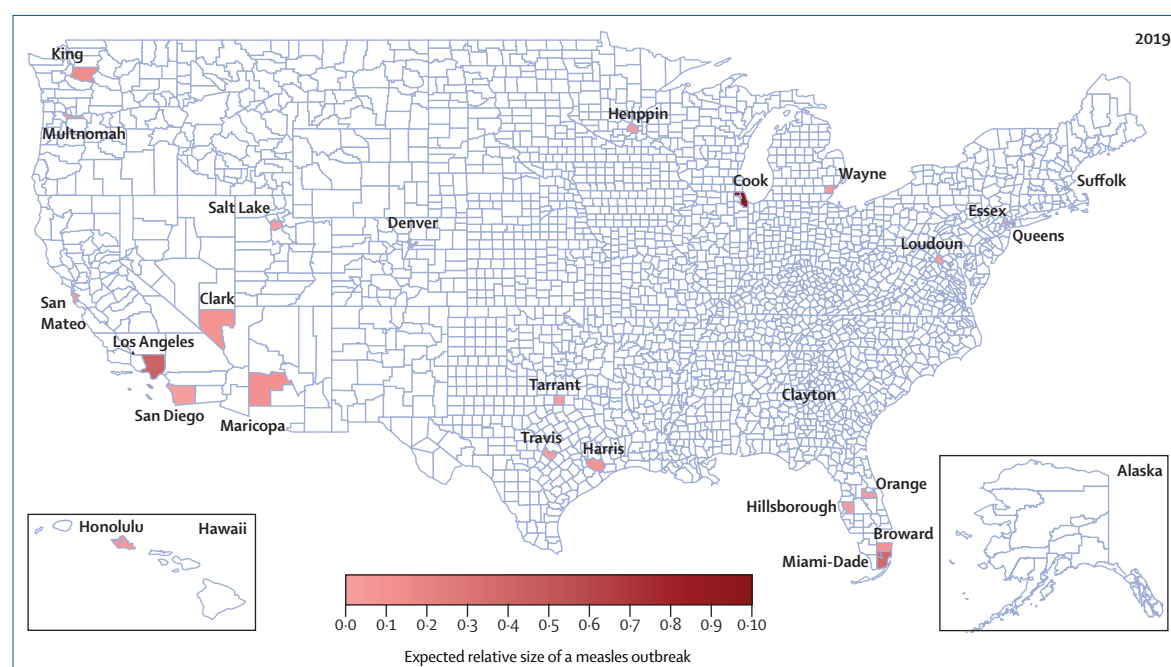 2019
King
Multnomah
Henppin
Cook
Wayne
Suffolk
Essex
Queens
Loudoun
Salt Lake
Denver
San
Mateo
Clark
Los Angeles
San Diego
Maricopa
Tarrant
Clayton
Travis
Harris
Orange
Hillsborough
Broward
Miami-Dade
Alaska
Honolulu
Hawaii
0·0 0·1 0·2 0·3 0·4 0·5 0·6 0·7 0·8 0·9 0·10
Expected relative size of a measles outbreak